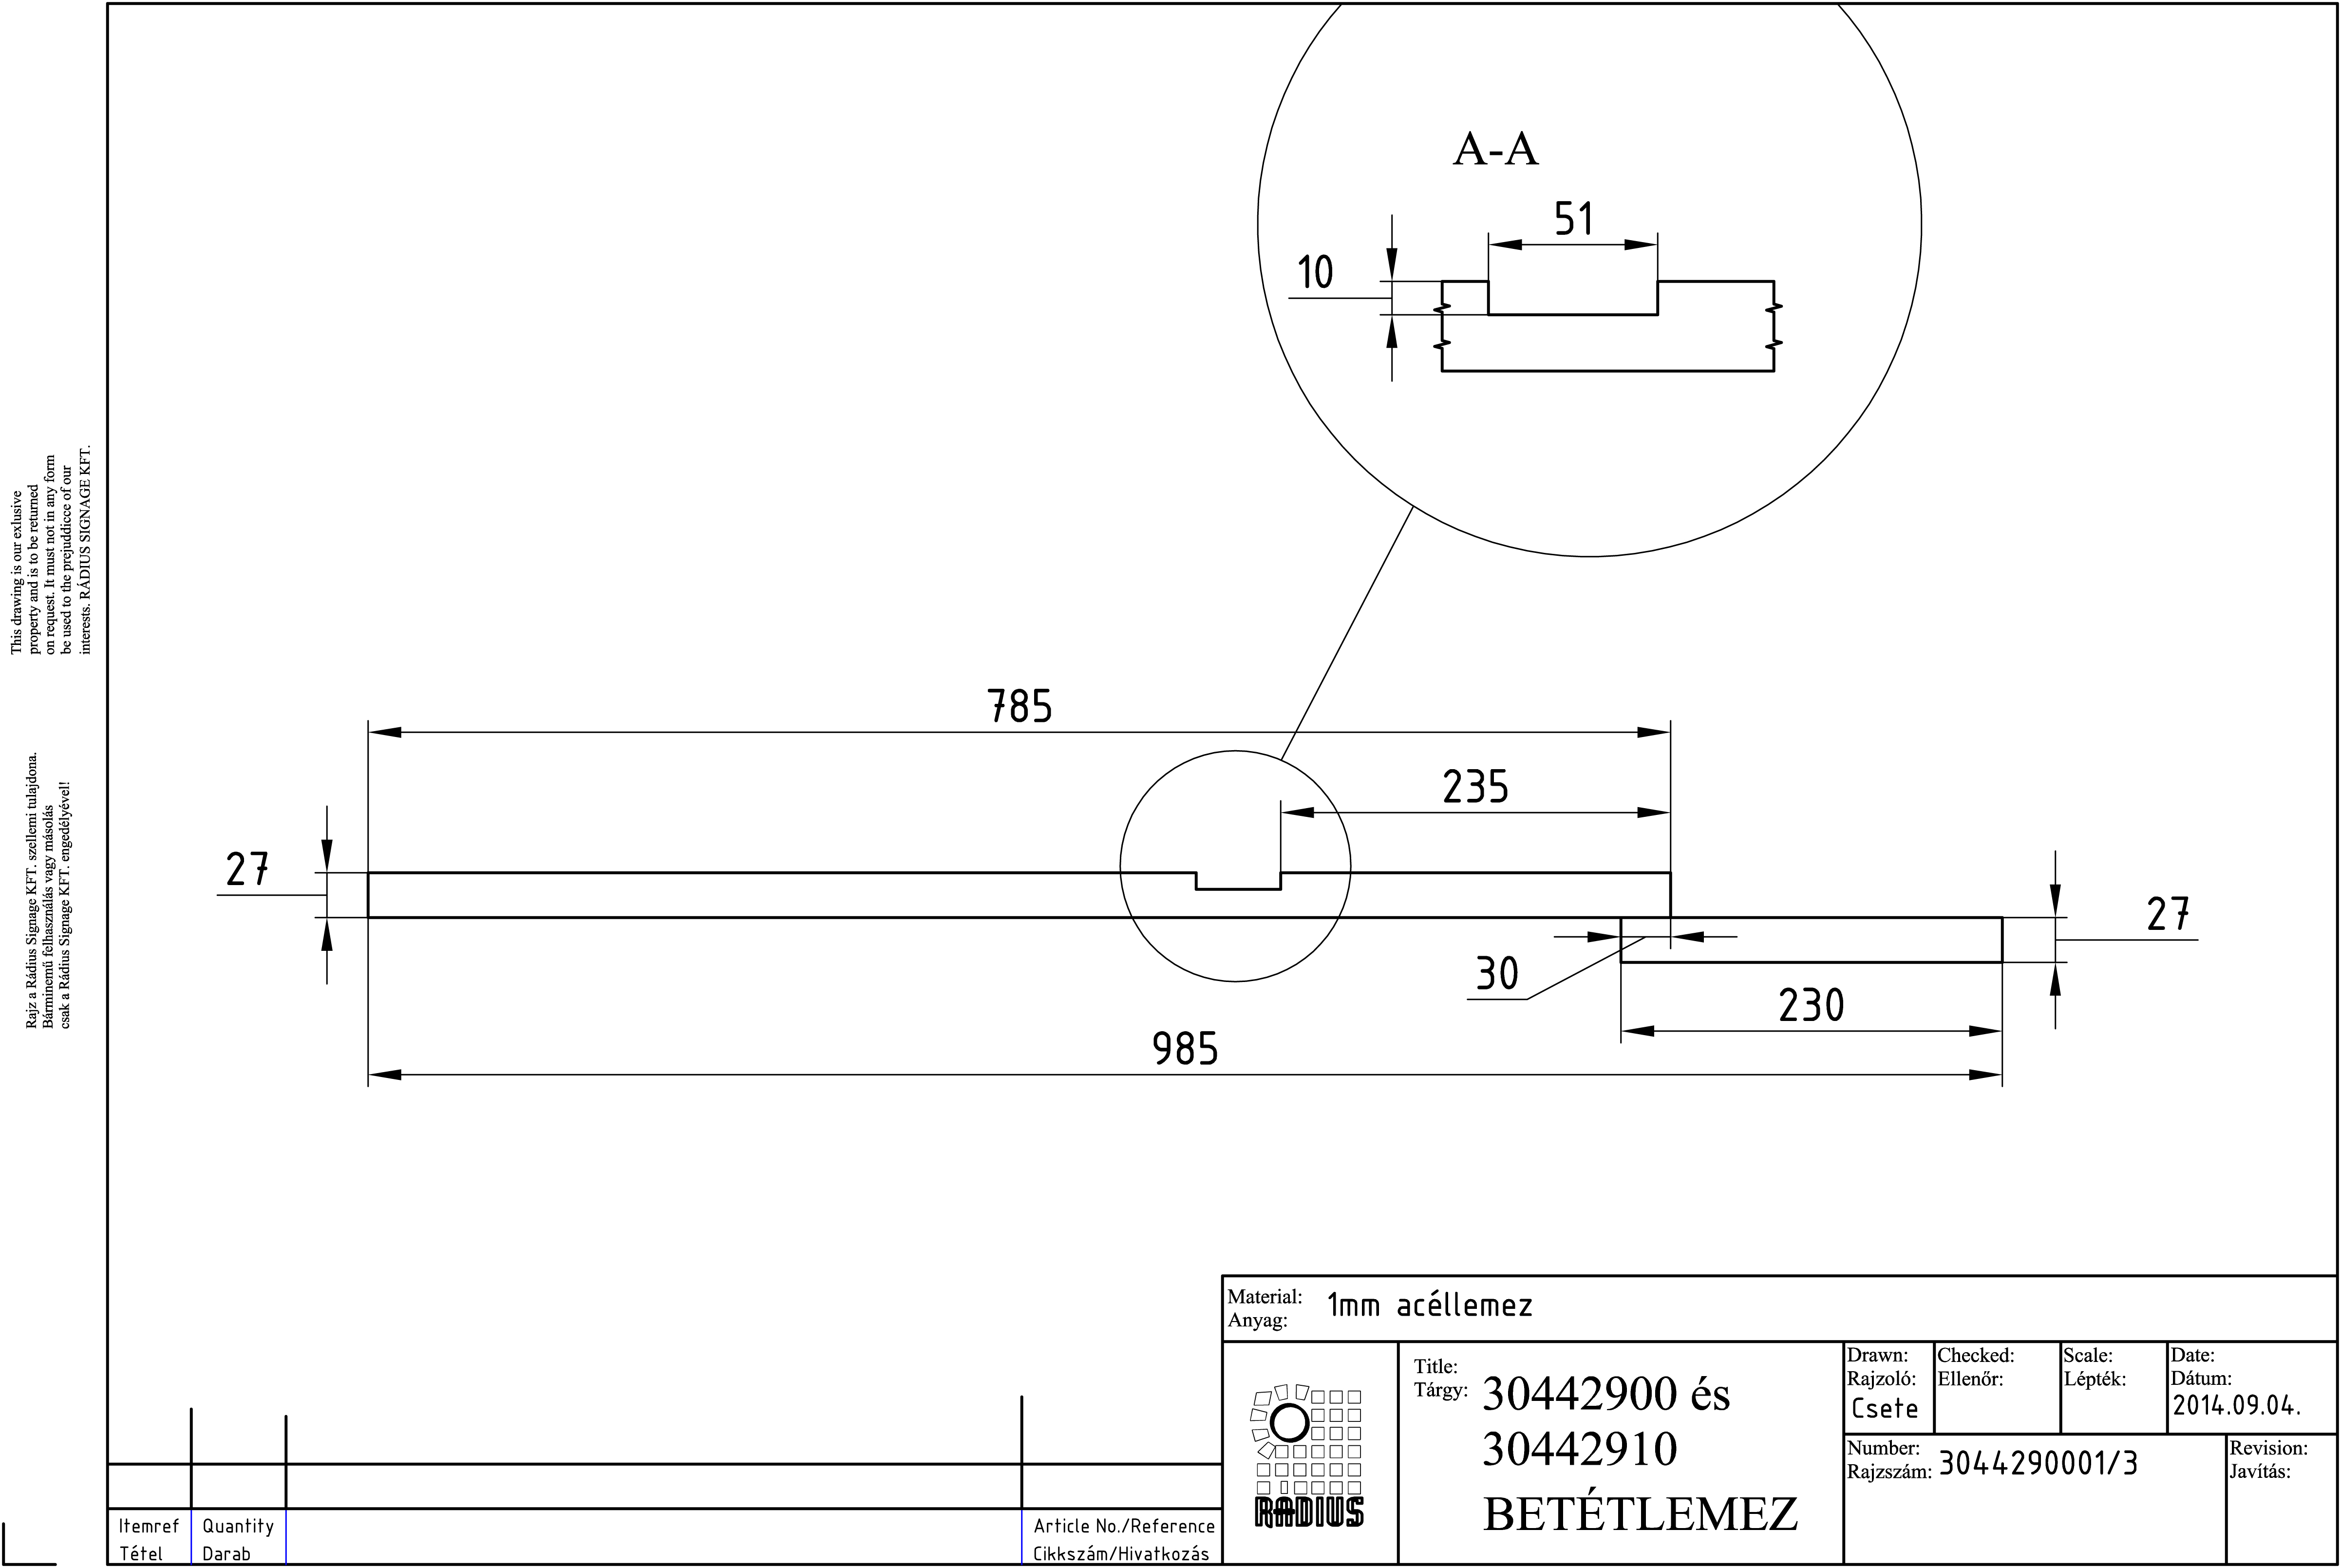 A-A
51
10
785
235
27
27
30
230
985
This drawing is our exlusive
property and is to be returned
on request. It must not in any form
be used to the prejudicce of our
interests. RÁDIUS SIGNAGE KFT.
Rajz a Rádius Signage KFT. szellemi tulajdona.
Bárminemű felhasználás vagy másolás
csak a Rádius Signage KFT. engedélyével!
Material:
Anyag:
1mm acéllemez
Title:
Tárgy:
30442900 és
30442910
BETÉTLEMEZ
Drawn:
Rajzoló:
Csete
Checked:
Ellenőr:
Scale:
Lépték:
Date:
Dátum:
2014.09.04.
Number:
Rajzszám:
3044290001/3
Revision:
Javítás:
RADIUS
Itemref
Tétel
Quantity
Darab
Article No./Reference
Cikkszám/Hivatkozás